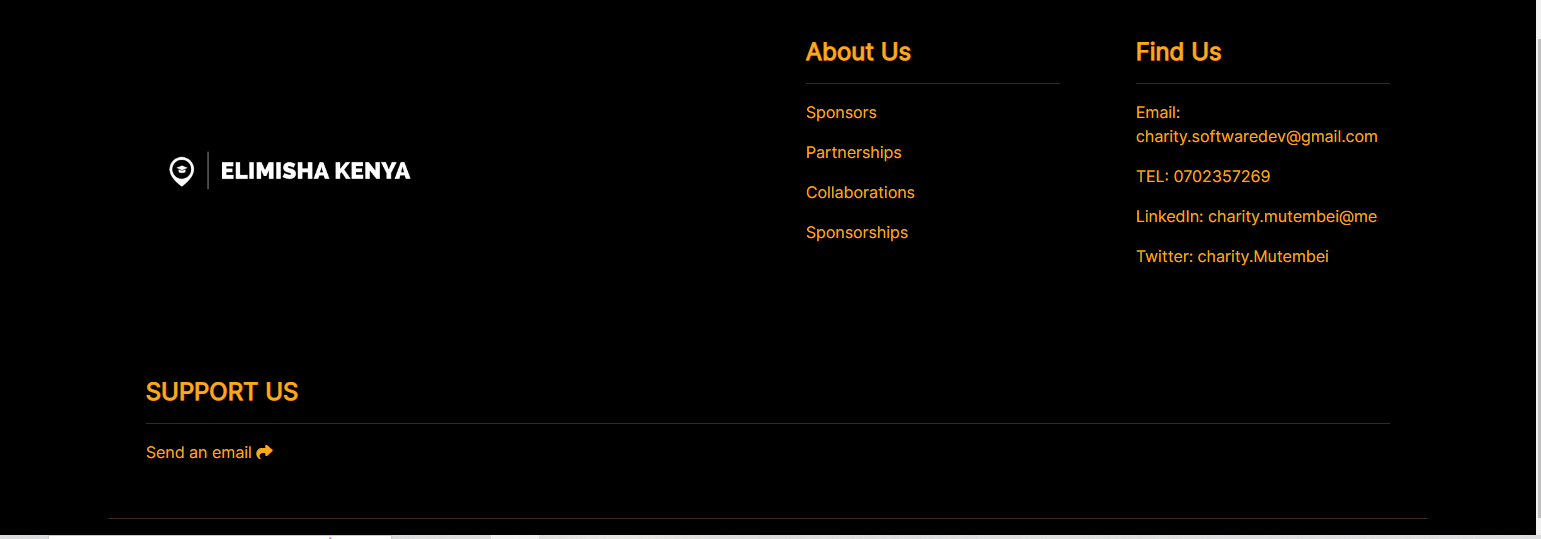 ELIMISHA KENYA
About Us
Sponsors
Partnerships
Collaborations
Sponsorships
Find Us
Email:
charity.softwaredev@gmail.com
TEL: 0702357269
LinkedIn: charity.mutembei@me
Twitter: charity.Mutembei
SUPPORT US
Send an email